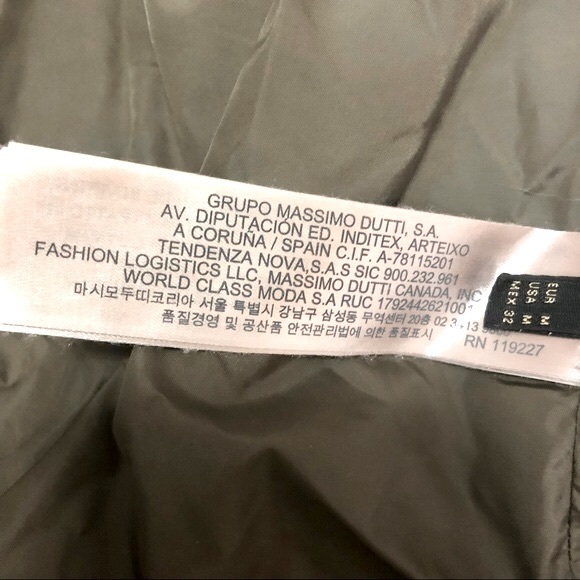 GRUPO MASSIMO DUTTI, S.A.
AV. DIPUTACIÓN ED. INDITEX, ARTEIXO
A CORUÑA / SPAIN C.I.F. A-78115201
TENDENZA NOVA,S.A.S SIC 900.232.961
FASHION LOGISTICS LLC, MASSIMO DUTTI CANADA, INC
WORLD CLASS MODA S.A RUC 1792442621001
마시모두띠코리아 서울 특별시 강남구 삼성동 무역센터 20층 02 3
품질경영 및 공산품 안전관리법에 의한 품질표시
RN 119227
EUR M
USA M
MEX 32